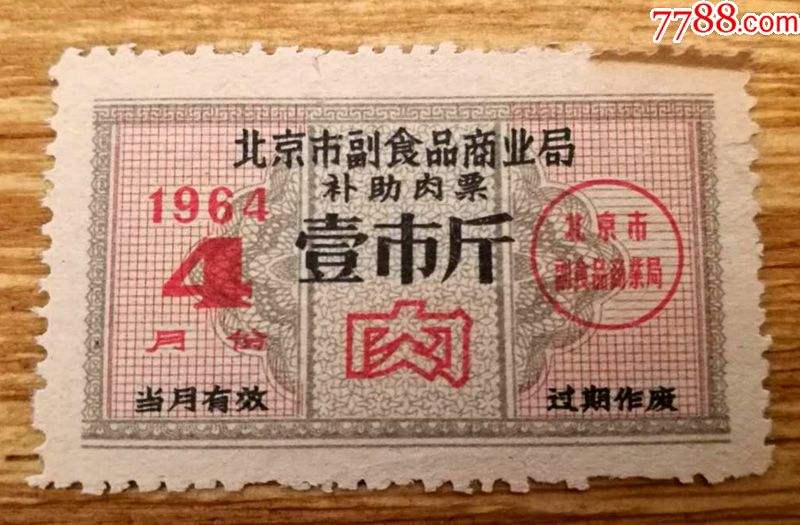 7788.com
北京市副食品商业局
补助肉票
1964
4
月份
壹市斤
肉
北京市
副食品商業局
当月有效
过期作废